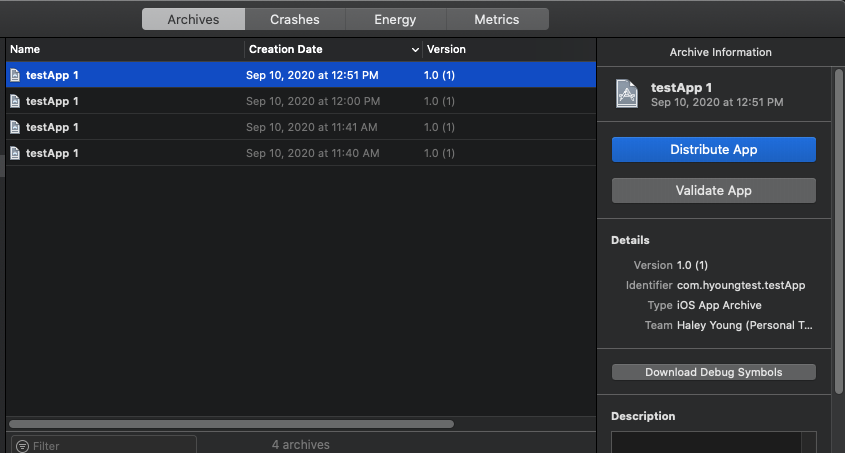 Archives Crashes Energy Metrics
Name Creation Date Version
testApp 1 Sep 10, 2020 at 12:51 PM 1.0 (1)
testApp 1 Sep 10, 2020 at 12:00 PM 1.0 (1)
testApp 1 Sep 10, 2020 at 11:41 AM 1.0 (1)
testApp 1 Sep 10, 2020 at 11:40 AM 1.0 (1)
Filter 4 archives
Archive Information
testApp 1
Sep 10, 2020 at 12:51 PM
Distribute App
Validate App
Details
Version 1.0 (1)
Identifier com.hyoungtest.testApp
Type iOS App Archive
Team Haley Young (Personal T...
Download Debug Symbols
Description